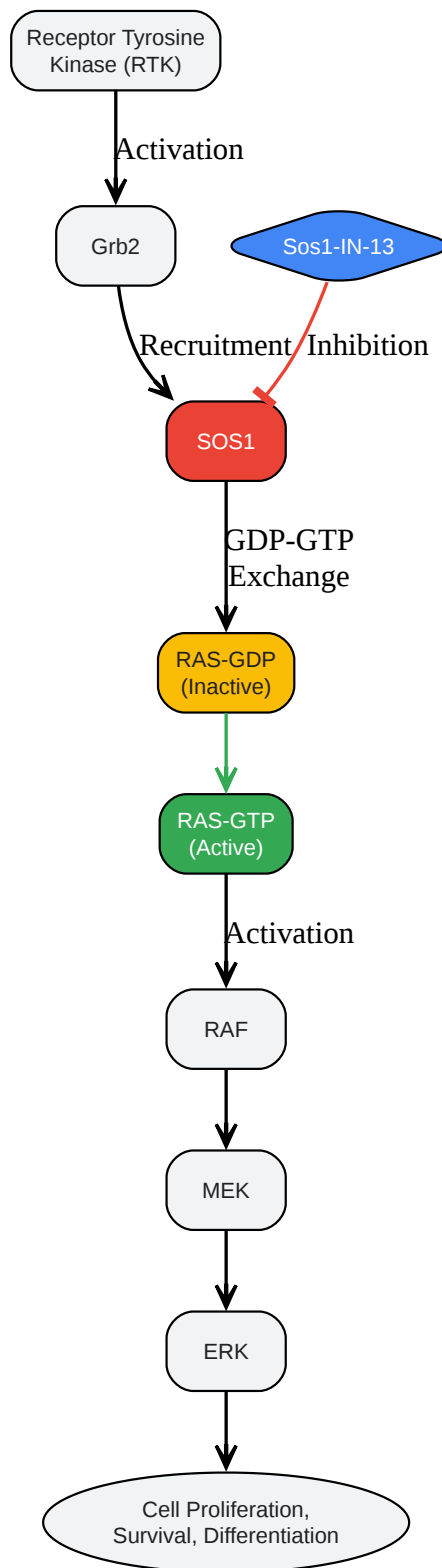 Receptor Tyrosine
Kinase (RTK)
Activation
Grb2
Sos1-IN-13
Recruitment
Inhibition
SOS1
GDP-GTP
Exchange
RAS-GDP
(Inactive)
RAS-GTP
(Active)
Activation
RAF
MEK
ERK
Cell Proliferation,
Survival, Differentiation